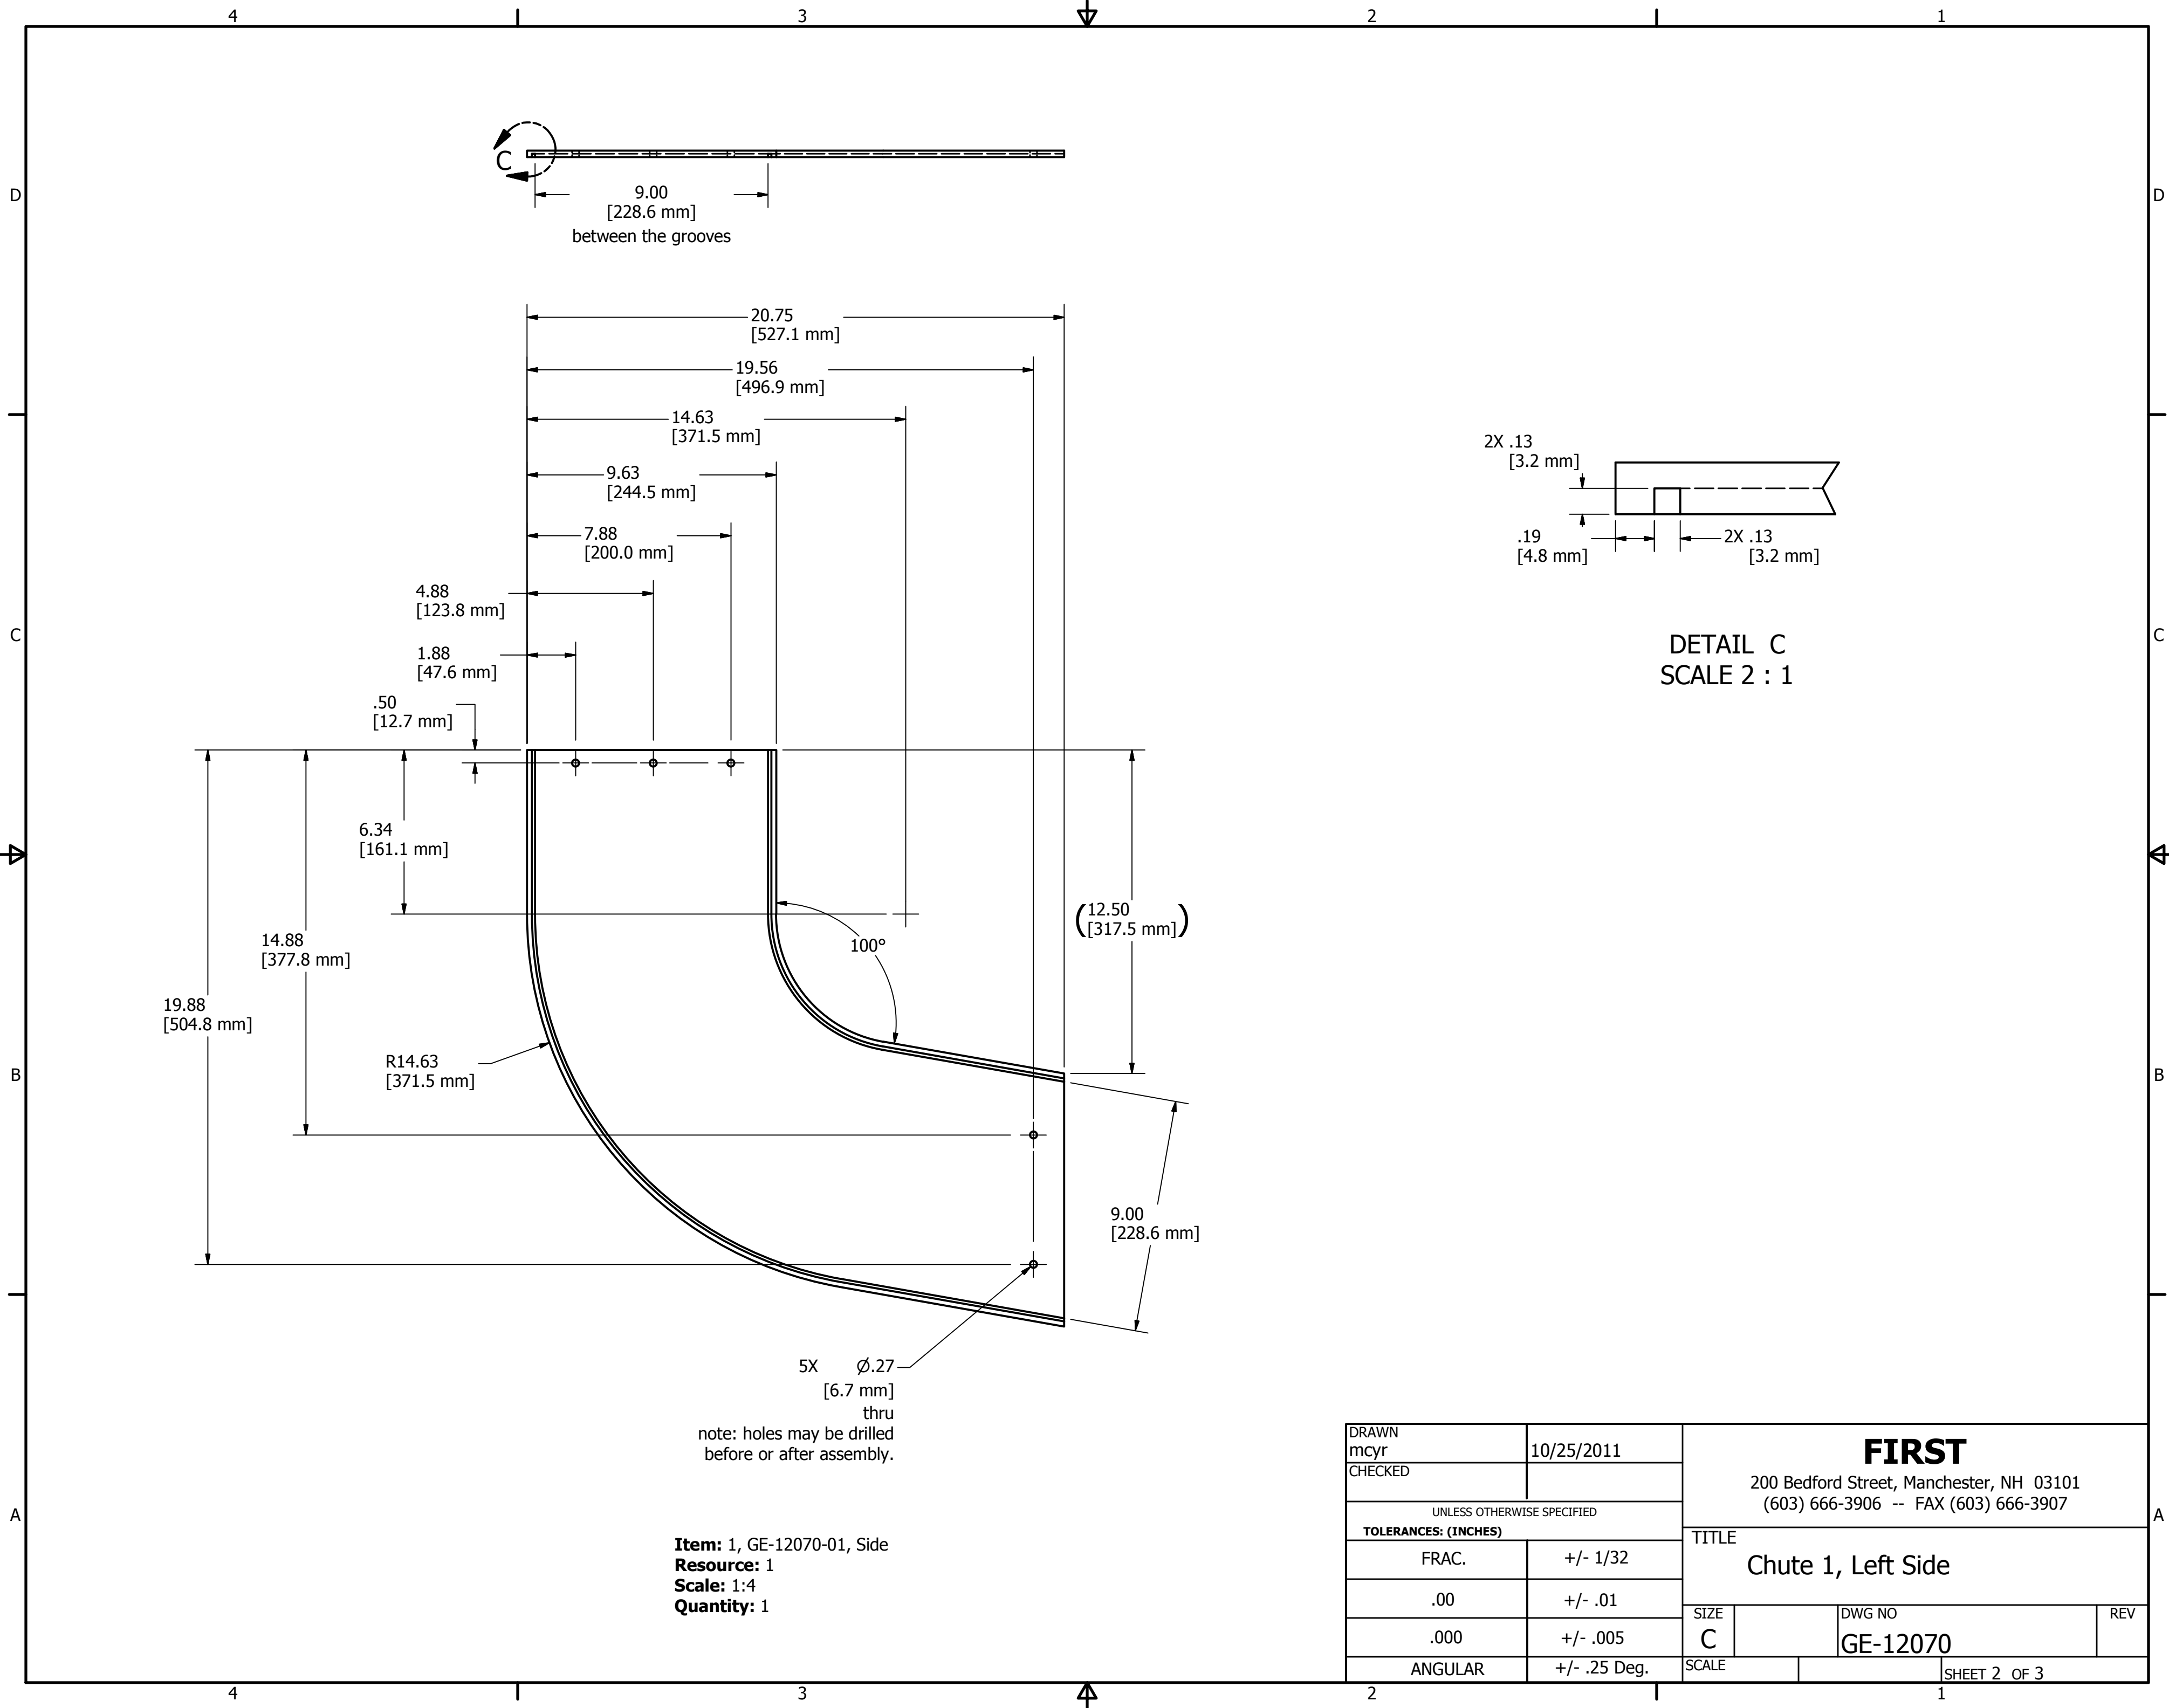 4 3 2 1
D
D
C
9.00
[228.6 mm]
between the grooves
20.75
[527.1 mm]
19.56
[496.9 mm]
14.63
[371.5 mm]
9.63
[244.5 mm]
7.88
[200.0 mm]
4.88
[123.8 mm]
1.88
[47.6 mm]
.50
[12.7 mm]
2X .13
[3.2 mm]
.19
[4.8 mm]
2X .13
[3.2 mm]
DETAIL C
SCALE 2 : 1
C
C
6.34
[161.1 mm]
14.88
[377.8 mm]
19.88
[504.8 mm]
R14.63
[371.5 mm]
100°
(12.50
[317.5 mm])
9.00
[228.6 mm]
B
B
5X Ø.27
[6.7 mm]
thru
note: holes may be drilled
before or after assembly.
A
A
Item: 1, GE-12070-01, Side
Resource: 1
Scale: 1:4
Quantity: 1
DRAWN
mcyr 10/25/2011
CHECKED
UNLESS OTHERWISE SPECIFIED
TOLERANCES: (INCHES)
FRAC. +/- 1/32
.00 +/- .01
.000 +/- .005
ANGULAR +/- .25 Deg.
FIRST
200 Bedford Street, Manchester, NH 03101
(603) 666-3906 -- FAX (603) 666-3907
TITLE
Chute 1, Left Side
SIZE
C
DWG NO
GE-12070
REV
SCALE
SHEET 2 OF 3
4 3 2 1